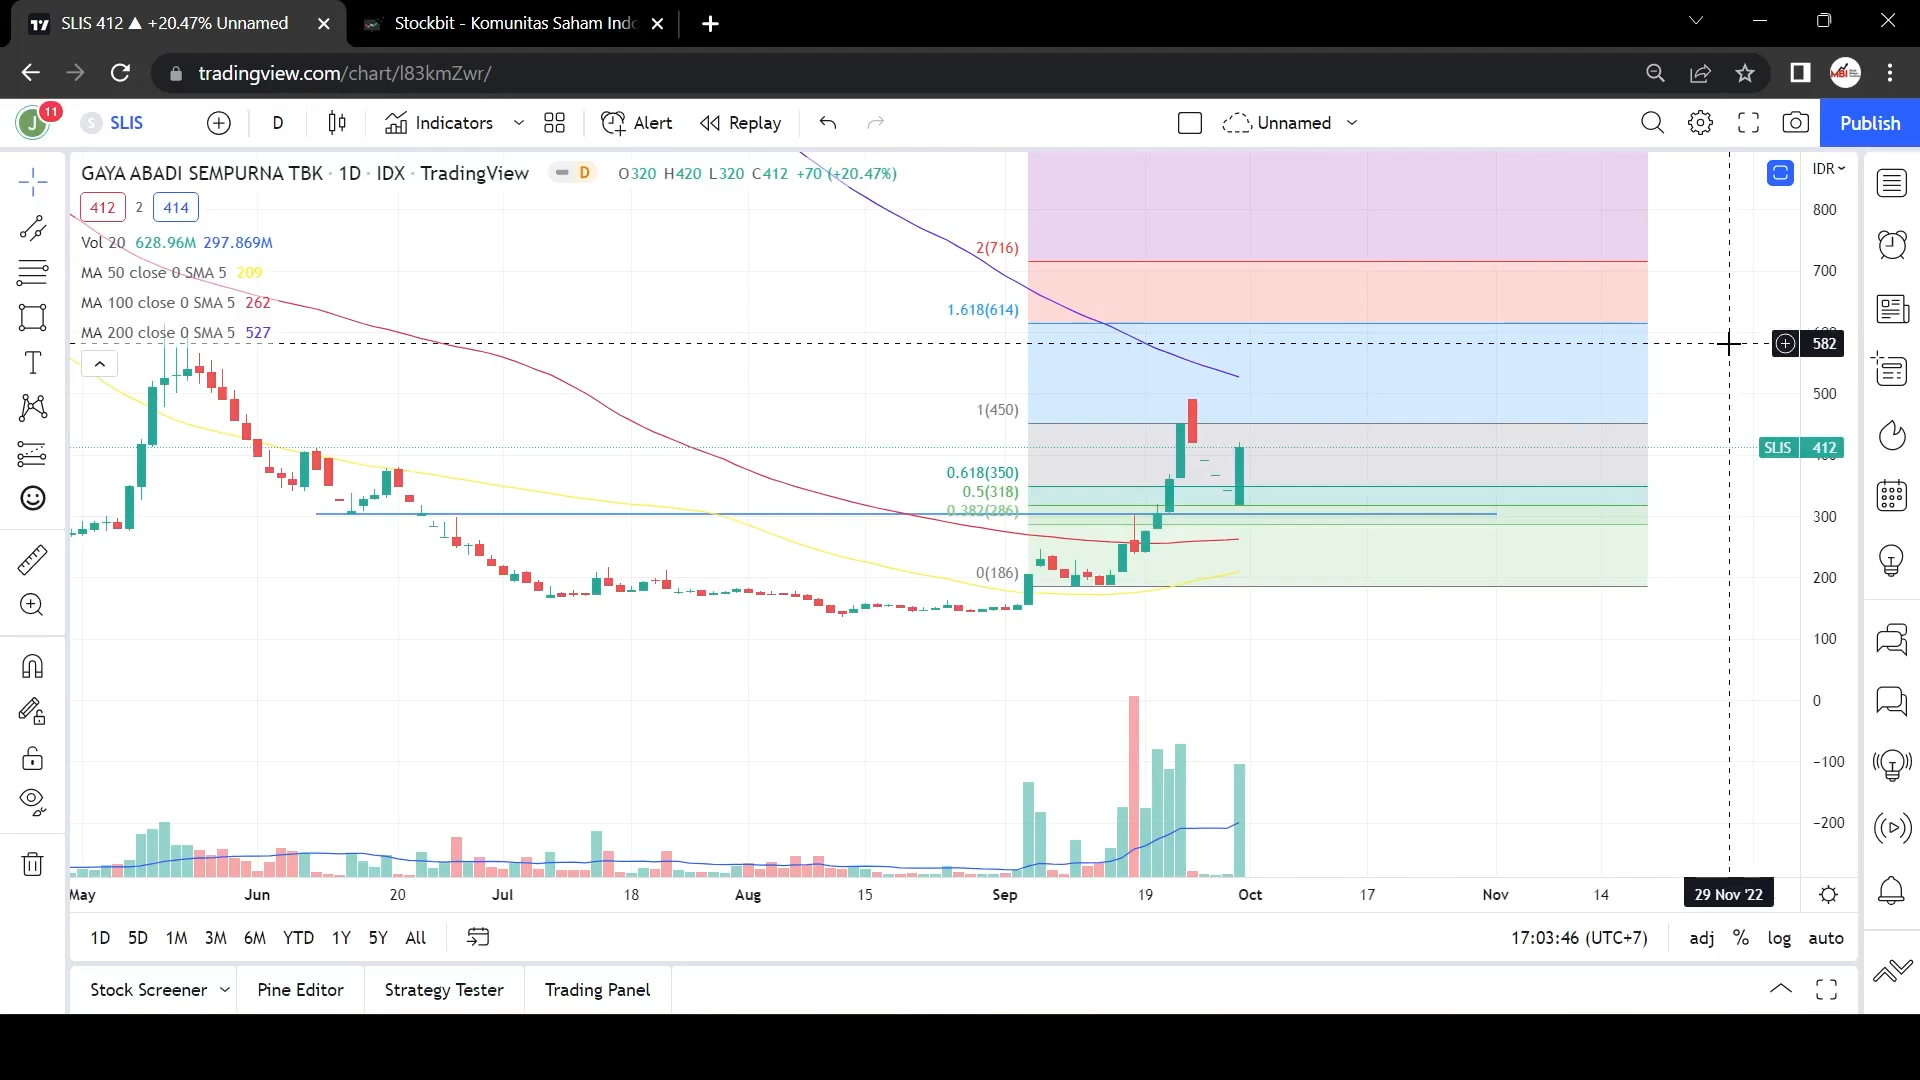 SLIS 412 ▲ +20.47% Unnamed
Stockbit - Komunitas Saham Indo
tradingview.com/chart/l83kmZwr/
J 11
S SLIS
D
Indicators
Alert
Replay
Unnamed
Publish
GAYA ABADI SEMPURNA TBK · 1D · IDX · TradingView
D
O320 H420 L320 C412 +70 (+20.47%)
IDR
412 2 414
Vol 20 628.96M 297.869M
MA 50 close 0 SMA 5 209
MA 100 close 0 SMA 5 262
MA 200 close 0 SMA 5 527
2(716)
1.618(614)
1(450)
0.618(350)
0.5(318)
0.382(286)
0(186)
800
700
582
500
SLIS 412
300
200
100
0
−100
−200
May Jun 20 Jul 18 Aug 15 Sep 19 Oct 17 Nov 14 29 Nov '22
1D 5D 1M 3M 6M YTD 1Y 5Y All
17:03:46 (UTC+7)
adj % log auto
Stock Screener
Pine Editor
Strategy Tester
Trading Panel